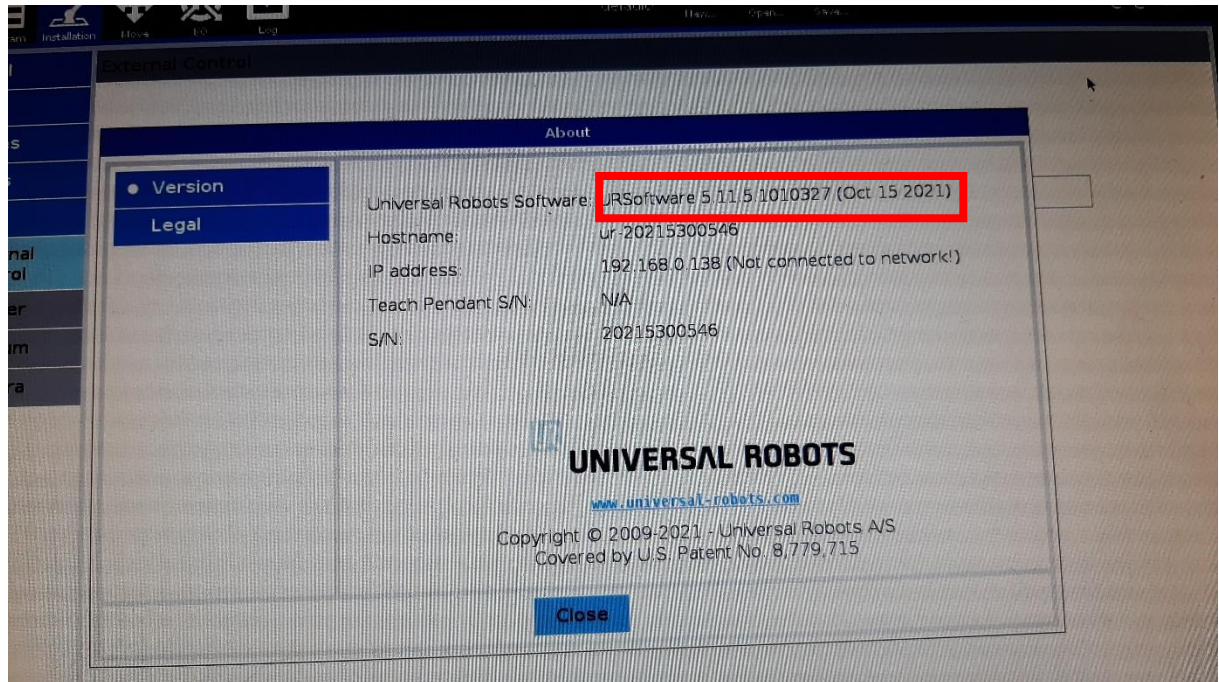 Installation Move I/O Log
Open... Save...
External Control
About
Version
Legal
Universal Robots Software: URSoftware 5.11.5.1010327 (Oct 15 2021)
Hostname: ur-20215300546
IP address: 192.168.0.138 (Not connected to network!)
Teach Pendant S/N: N/A
S/N: 20215300546
UNIVERSAL ROBOTS
www.universal-robots.com
Copyright © 2009-2021 - Universal Robots A/S
Covered by U.S. Patent No. 8,779,715
Close